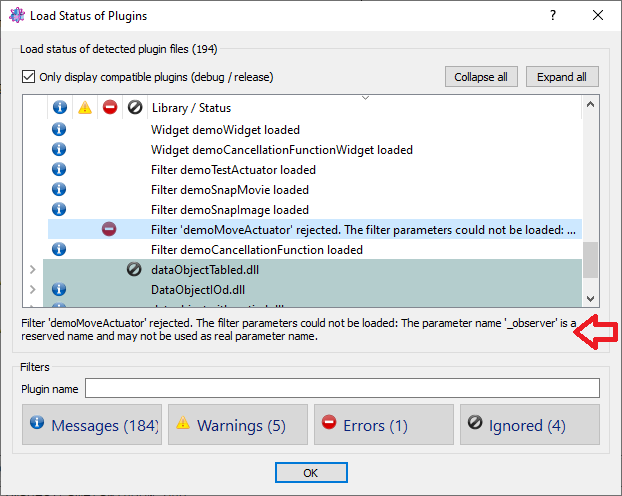 Load Status of Plugins
Load status of detected plugin files (194)
Only display compatible plugins (debug / release)
Collapse all
Expand all
Library / Status
Widget demoWidget loaded
Widget demoCancellationFunctionWidget loaded
Filter demoTestActuator loaded
Filter demoSnapMovie loaded
Filter demoSnapImage loaded
Filter 'demoMoveActuator' rejected. The filter parameters could not be loaded: ...
Filter demoCancellationFunction loaded
dataObjectTabled.dll
DataObjectIOd.dll
Filter 'demoMoveActuator' rejected. The filter parameters could not be loaded: The parameter name '_observer' is a
reserved name and may not be used as real parameter name.
Filters
Plugin name
Messages (184)
Warnings (5)
Errors (1)
Ignored (4)
OK